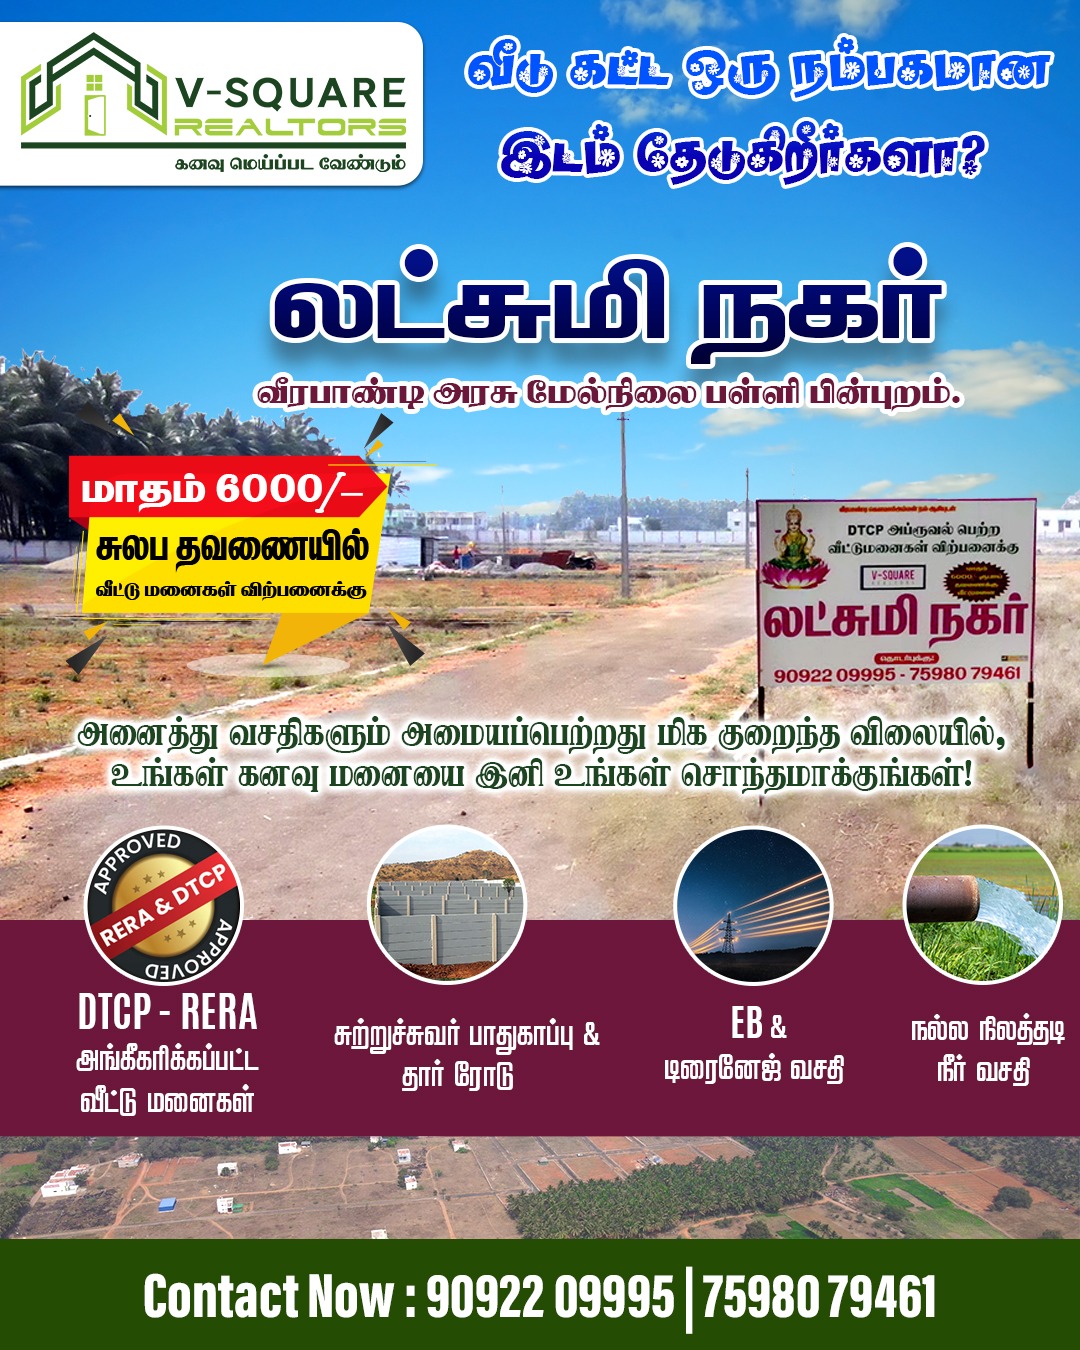 V-SQUARE
REALTORS
கனவு மெய்ப்பட வேண்டும்
வீடு கட்ட ஒரு நம்பகமான
இடம் தேடுகிறீர்களா?
லட்சுமி நகர்
வீரபாண்டி அரசு மேல்நிலை பள்ளி பின்புறம்.
மாதம் 6000/-
சுலப தவணையில்
வீட்டு மனைகள் விற்பனைக்கு
DTCP அப்ரூவல் பெற்ற
வீட்டுமனைகள் விற்பனைக்கு
V-SQUARE
REALTORS
மாதம்
6000
லட்சுமி நகர்
தொடர்புக்கு:
90922 09995 - 75980 79461
அனைத்து வசதிகளும் அமையப்பெற்றது மிக குறைந்த விலையில்,
உங்கள் கனவு மனையை இனி உங்கள் சொந்தமாக்குங்கள்!
APPROVED
RERA & DTCP
APPROVED
DTCP - RERA
அங்கீகரிக்கப்பட்ட
வீட்டு மனைகள்
சுற்றுச்சுவர் பாதுகாப்பு &
தார் ரோடு
EB &
டிரைனேஜ் வசதி
நல்ல நிலத்தடி
நீர் வசதி
Contact Now : 90922 09995 | 75980 79461